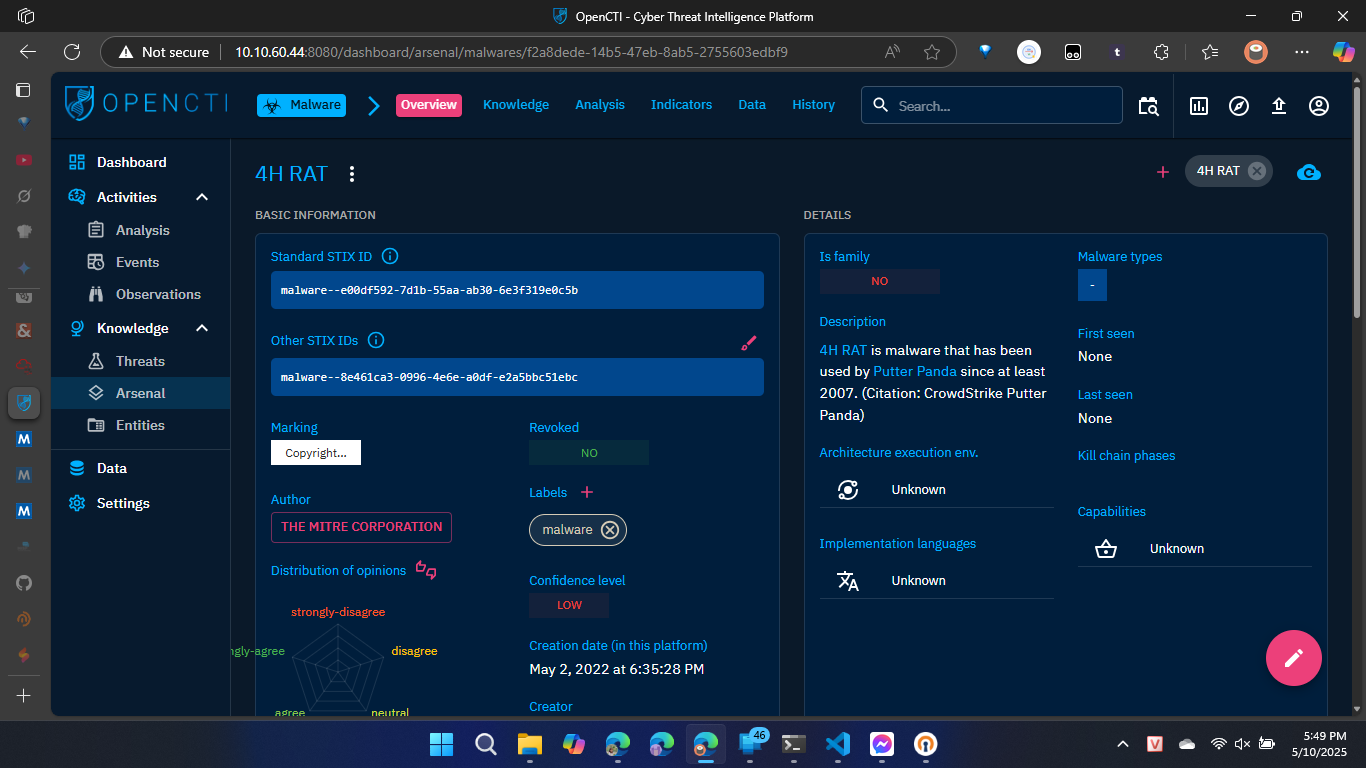 OpenCTI - Cyber Threat Intelligence Platform
Not secure
10.10.60.44:8080/dashboard/arsenal/malwares/f2a8dede-14b5-47eb-8ab5-2755603edbf9
OPENCTI
Malware
Overview
Knowledge
Analysis
Indicators
Data
History
Search...
Dashboard
Activities
Analysis
Events
Observations
Knowledge
Threats
Arsenal
Entities
Data
Settings
4H RAT
4H RAT
BASIC INFORMATION
Standard STIX ID
malware--e00df592-7d1b-55aa-ab30-6e3f319e0c5b
Other STIX IDs
malware--8e461ca3-0996-4e6e-a0df-e2a5bbc51ebc
Marking
Copyright...
Revoked
NO
Author
THE MITRE CORPORATION
Labels
malware
Distribution of opinions
strongly-disagree
ngly-agree
disagree
agree
neutral
Confidence level
LOW
Creation date (in this platform)
May 2, 2022 at 6:35:28 PM
Creator
DETAILS
Is family
NO
Malware types
-
Description
4H RAT is malware that has been
used by Putter Panda since at least
2007. (Citation: CrowdStrike Putter
Panda)
First seen
None
Last seen
None
Architecture execution env.
Unknown
Kill chain phases
Implementation languages
Unknown
Capabilities
Unknown
46
5:49 PM
5/10/2025